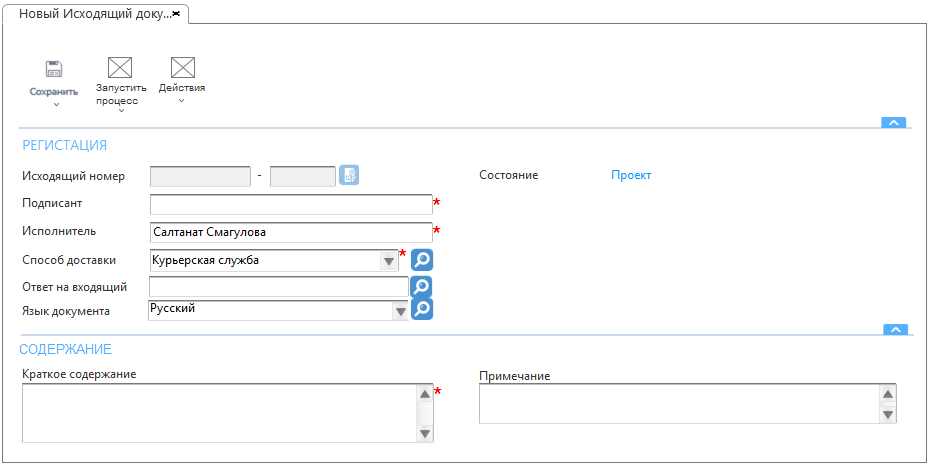 Новый Исходящий доку...
Сохранить
Запустить
процесс
Действия
РЕГИСТАЦИЯ
Исходящий номер
-
Состояние
Проект
Подписант
*
Исполнитель
Салтанат Смагулова
*
Способ доставки
Курьерская служба
*
Ответ на входящий
Язык документа
Русский
СОДЕРЖАНИЕ
Краткое содержание
*
Примечание